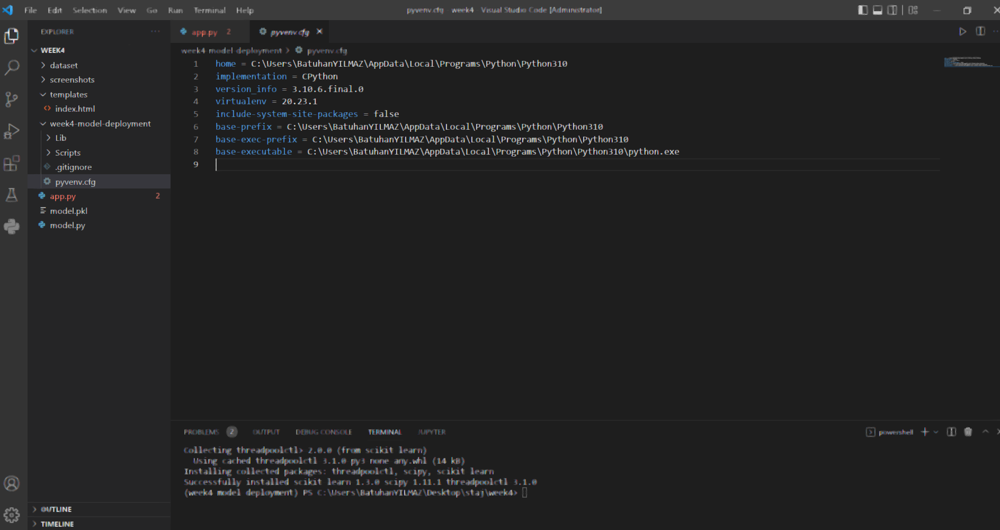 File Edit Selection View Go Run Terminal Help
pyvenv.cfg - week4 - Visual Studio Code [Administrator]
EXPLORER
WEEK4
dataset
screenshots
templates
index.html
week4-model-deployment
Lib
Scripts
.gitignore
pyvenv.cfg
app.py 2
model.pkl
model.py
OUTLINE
TIMELINE
app.py 2
pyvenv.cfg
week4-model-deployment > pyvenv.cfg
1 home = C:\Users\BatuhanYILMAZ\AppData\Local\Programs\Python\Python310
2 implementation = CPython
3 version_info = 3.10.6.final.0
4 virtualenv = 20.23.1
5 include-system-site-packages = false
6 base-prefix = C:\Users\BatuhanYILMAZ\AppData\Local\Programs\Python\Python310
7 base-exec-prefix = C:\Users\BatuhanYILMAZ\AppData\Local\Programs\Python\Python310
8 base-executable = C:\Users\BatuhanYILMAZ\AppData\Local\Programs\Python\Python310\python.exe
9
PROBLEMS 2 OUTPUT DEBUG CONSOLE TERMINAL JUPYTER
powershell
Collecting threadpoolctl>=2.0.0 (from scikit-learn)
Using cached threadpoolctl-3.1.0-py3-none-any.whl (14 kB)
Installing collected packages: threadpoolctl, scipy, scikit-learn
Successfully installed scikit-learn-1.3.0 scipy-1.11.1 threadpoolctl-3.1.0
(week4-model-deployment) PS C:\Users\BatuhanYILMAZ\Desktop\staj\week4>